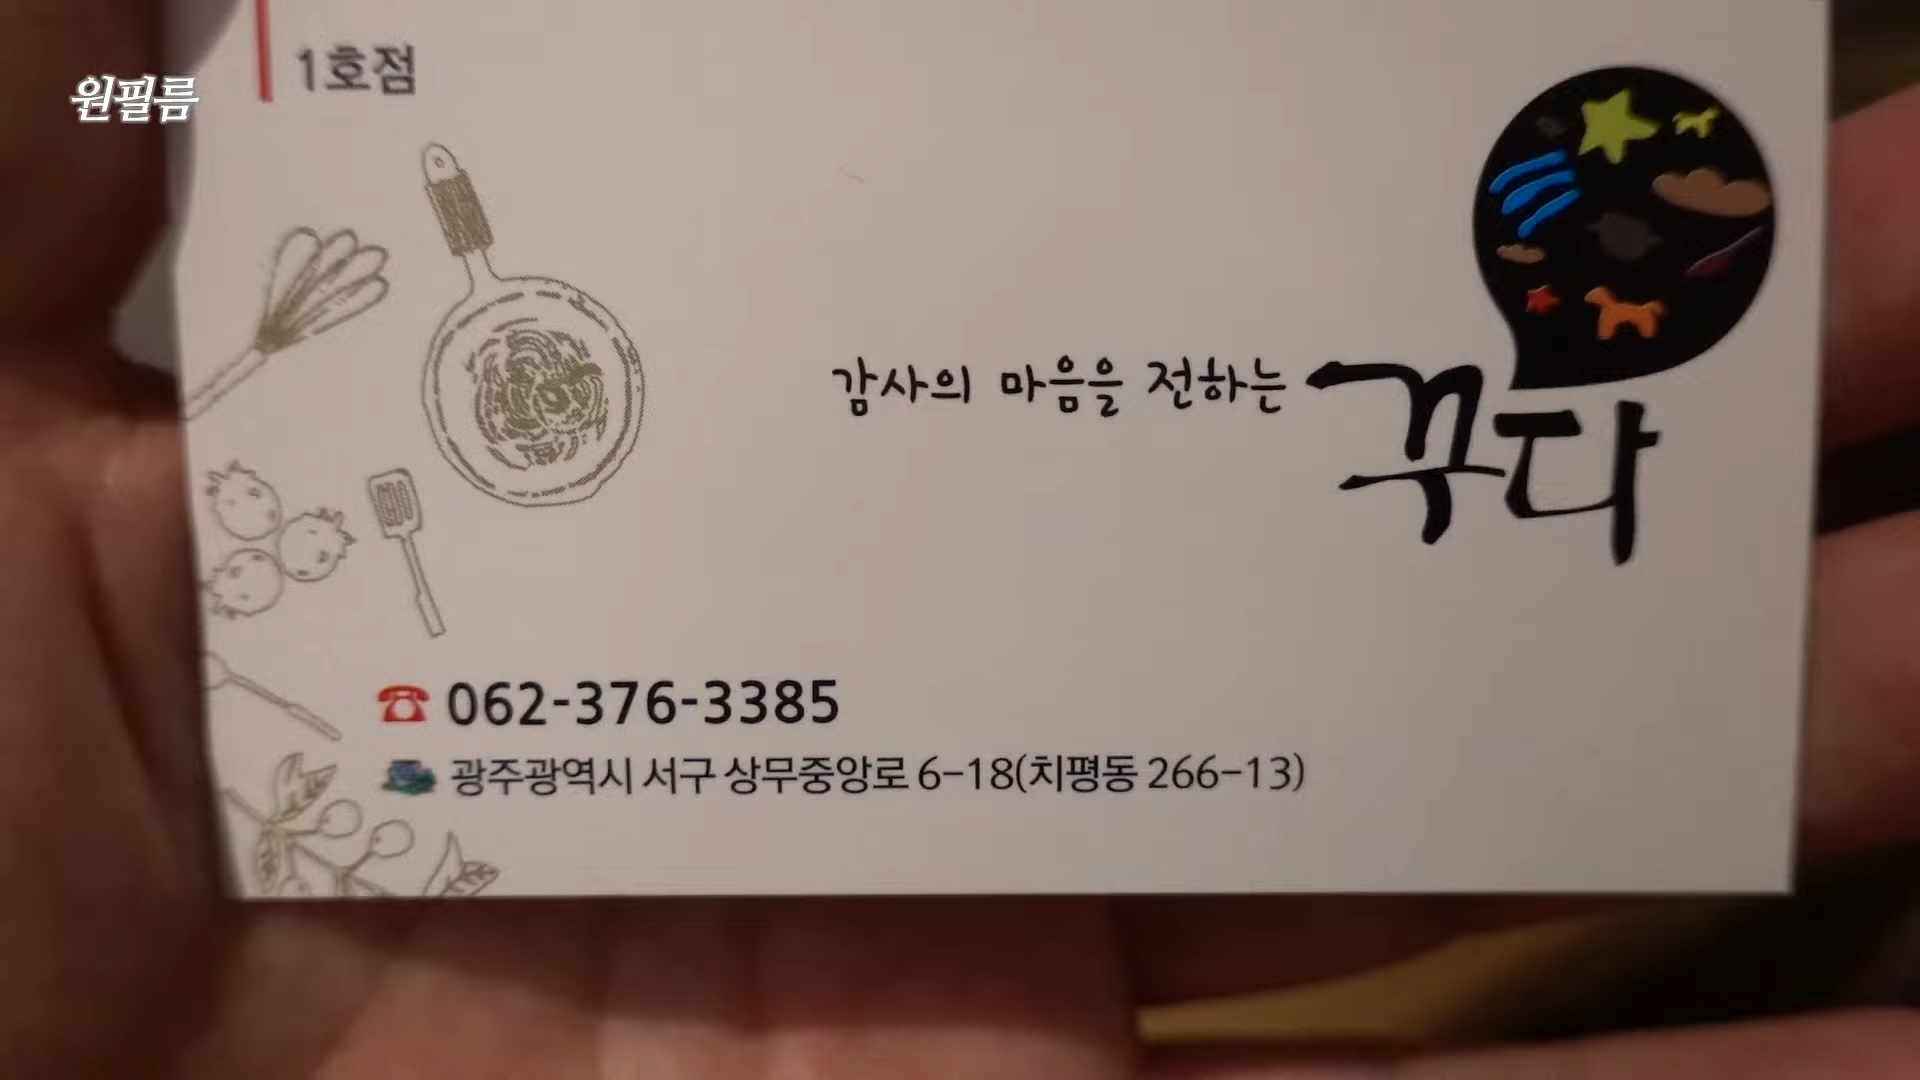 원필름
1호점
감사의 마음을 전하는 꾸다
062-376-3385
광주광역시 서구 상무중앙로 6-18(치평동 266-13)